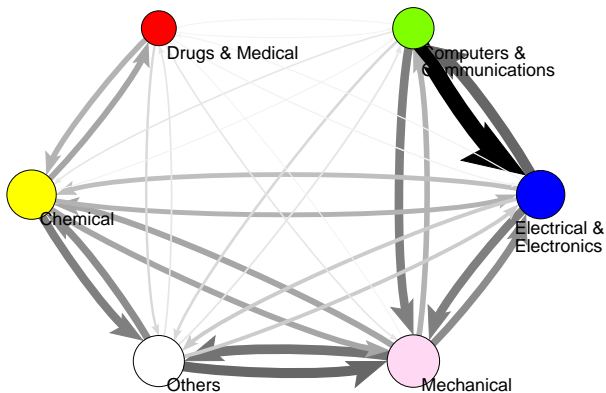 Drugs & Medical
Computers &
Communications
Chemical
Electrical &
Electronics
Others
Mechanical